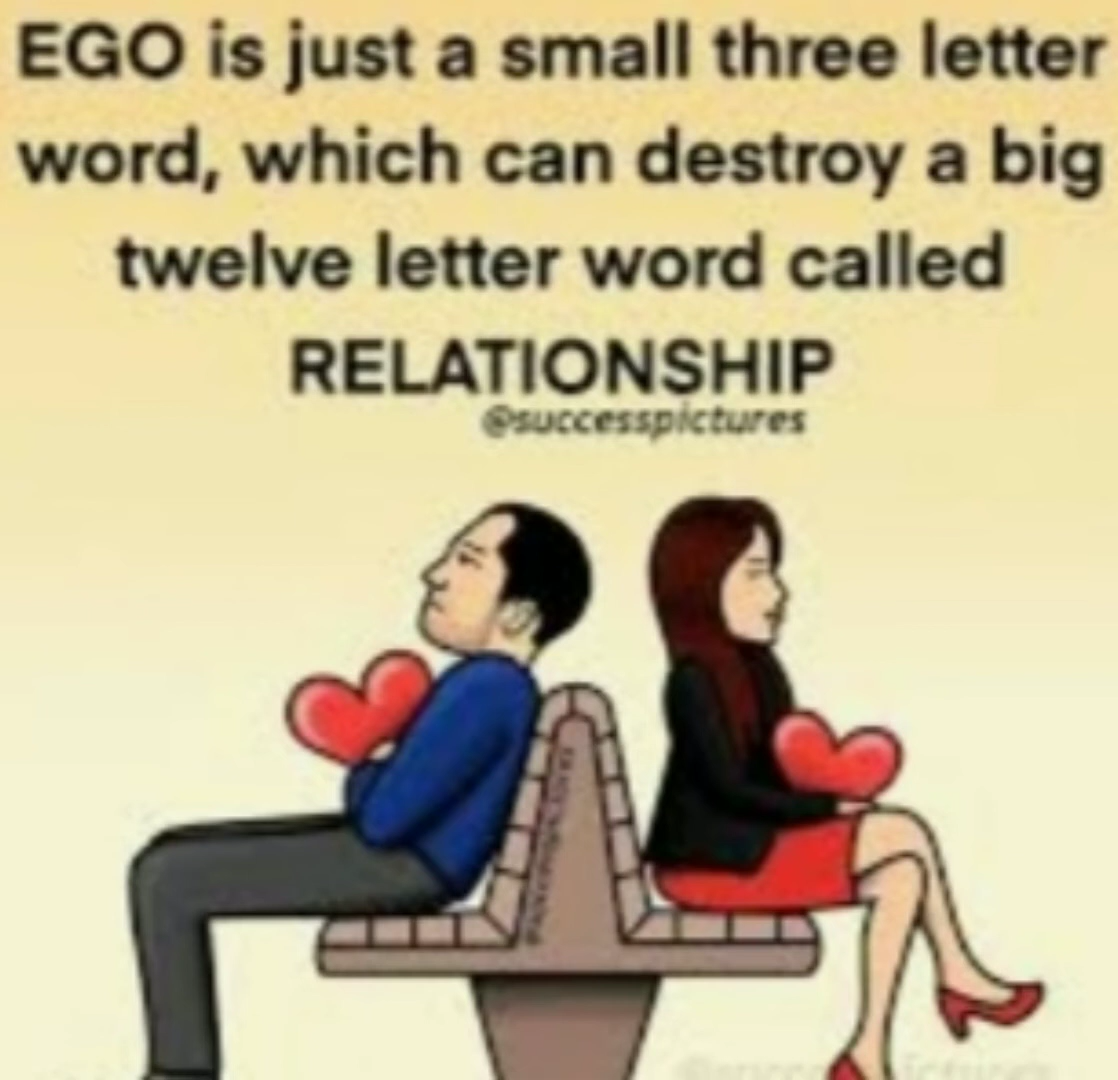 EGO is just a small three letter
word, which can destroy a big
twelve letter word called
RELATIONSHIP
@successpictures